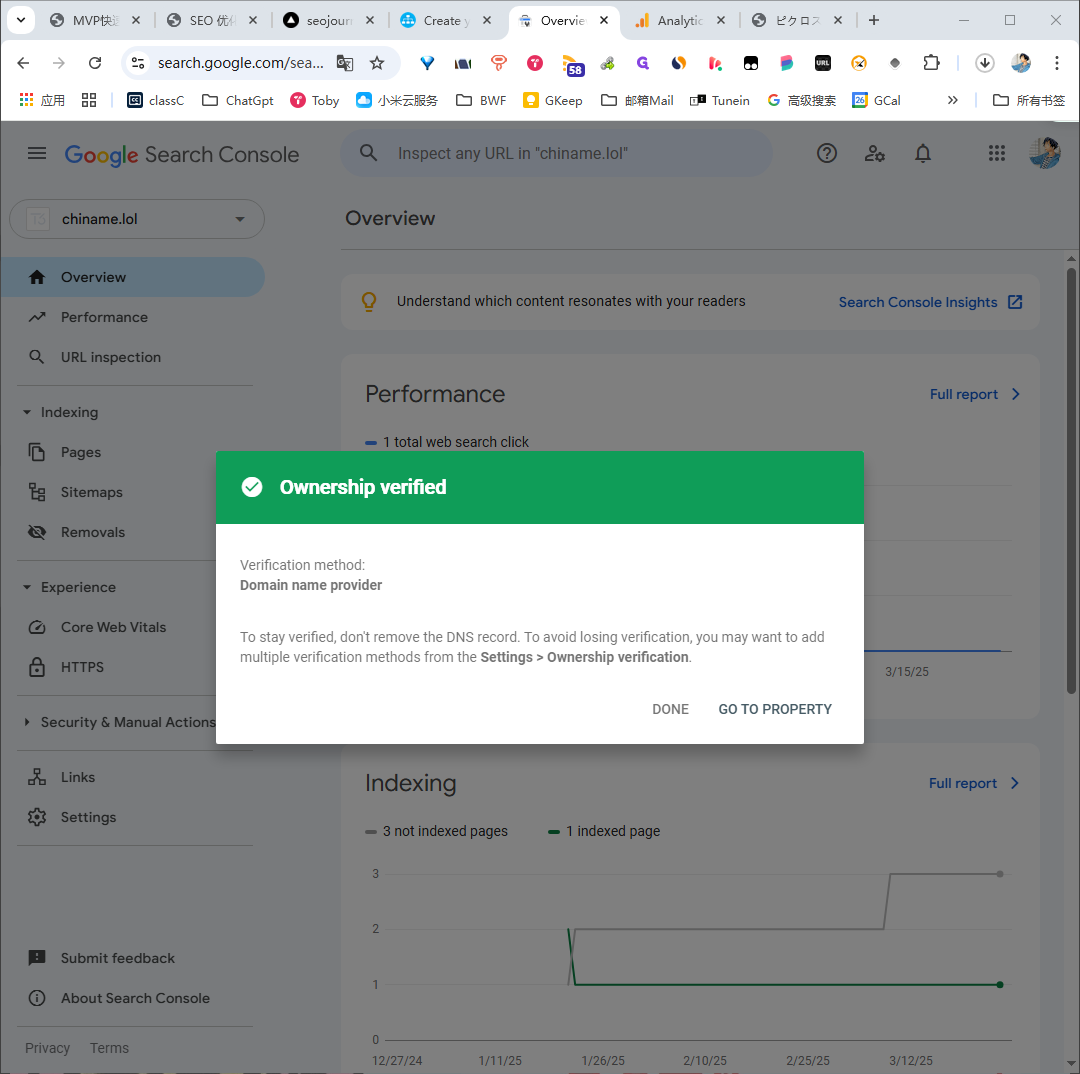 MVP快
SEO 优
seojourn
Create y
Overvie
Analytic
ピクロス
search.google.com/sea...
58
URL
应用
classC
ChatGpt
Toby
小米云服务
BWF
GKeep
邮箱Mail
Tunein
高级搜索
26
GCal
所有书签
Google Search Console
Inspect any URL in "chiname.lol"
T3
chiname.lol
Overview
Overview
Understand which content resonates with your readers
Search Console Insights
Performance
URL inspection
Performance
Full report
Indexing
1 total web search click
Pages
Sitemaps
Removals
Ownership verified
Verification method:
Domain name provider
To stay verified, don't remove the DNS record. To avoid losing verification, you may want to add
multiple verification methods from the Settings > Ownership verification.
DONE
GO TO PROPERTY
Experience
Core Web Vitals
HTTPS
3/15/25
Security & Manual Actions
Links
Settings
Indexing
Full report
3 not indexed pages
1 indexed page
3
2
1
0
12/27/24
1/11/25
1/26/25
2/10/25
2/25/25
3/12/25
Submit feedback
About Search Console
Privacy
Terms